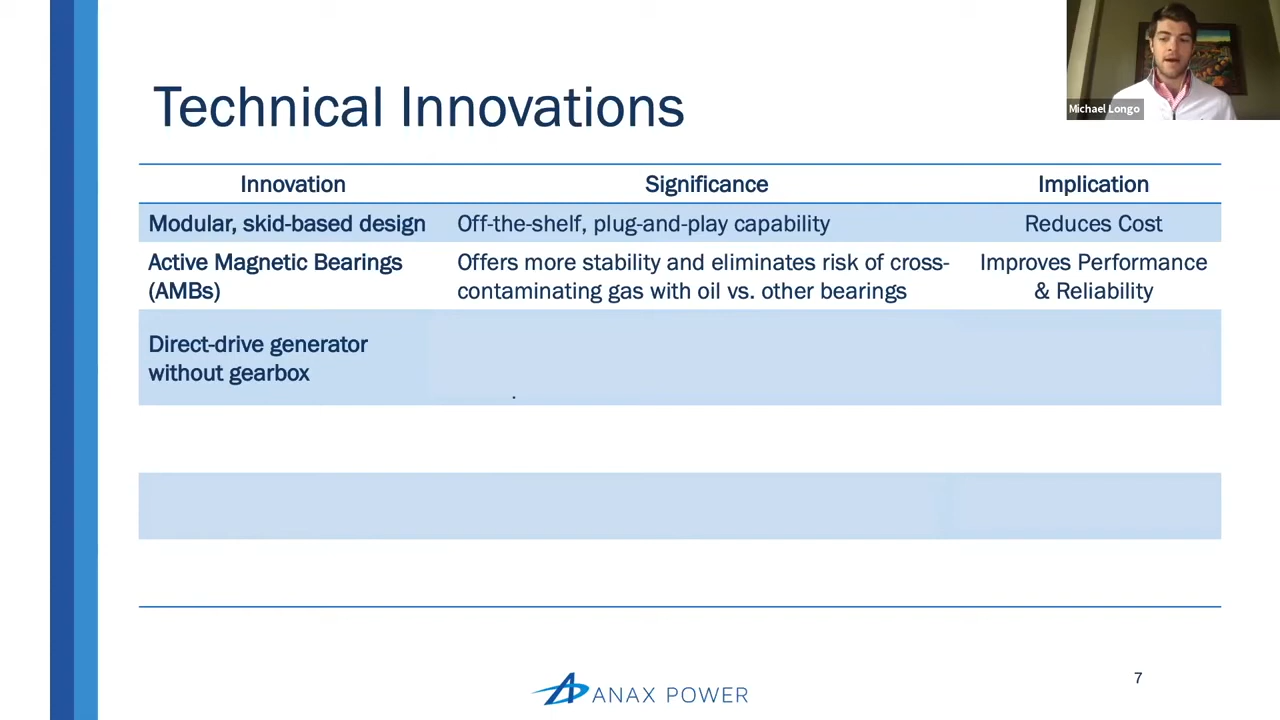 Michael Longo
Technical Innovations
Innovation Significance Implication
Modular, skid-based design Off-the-shelf, plug-and-play capability Reduces Cost
Active Magnetic Bearings Offers more stability and eliminates risk of cross- Improves Performance
(AMBs) contaminating gas with oil vs. other bearings & Reliability
Direct-drive generator
without gearbox
.
ANAX POWER
7